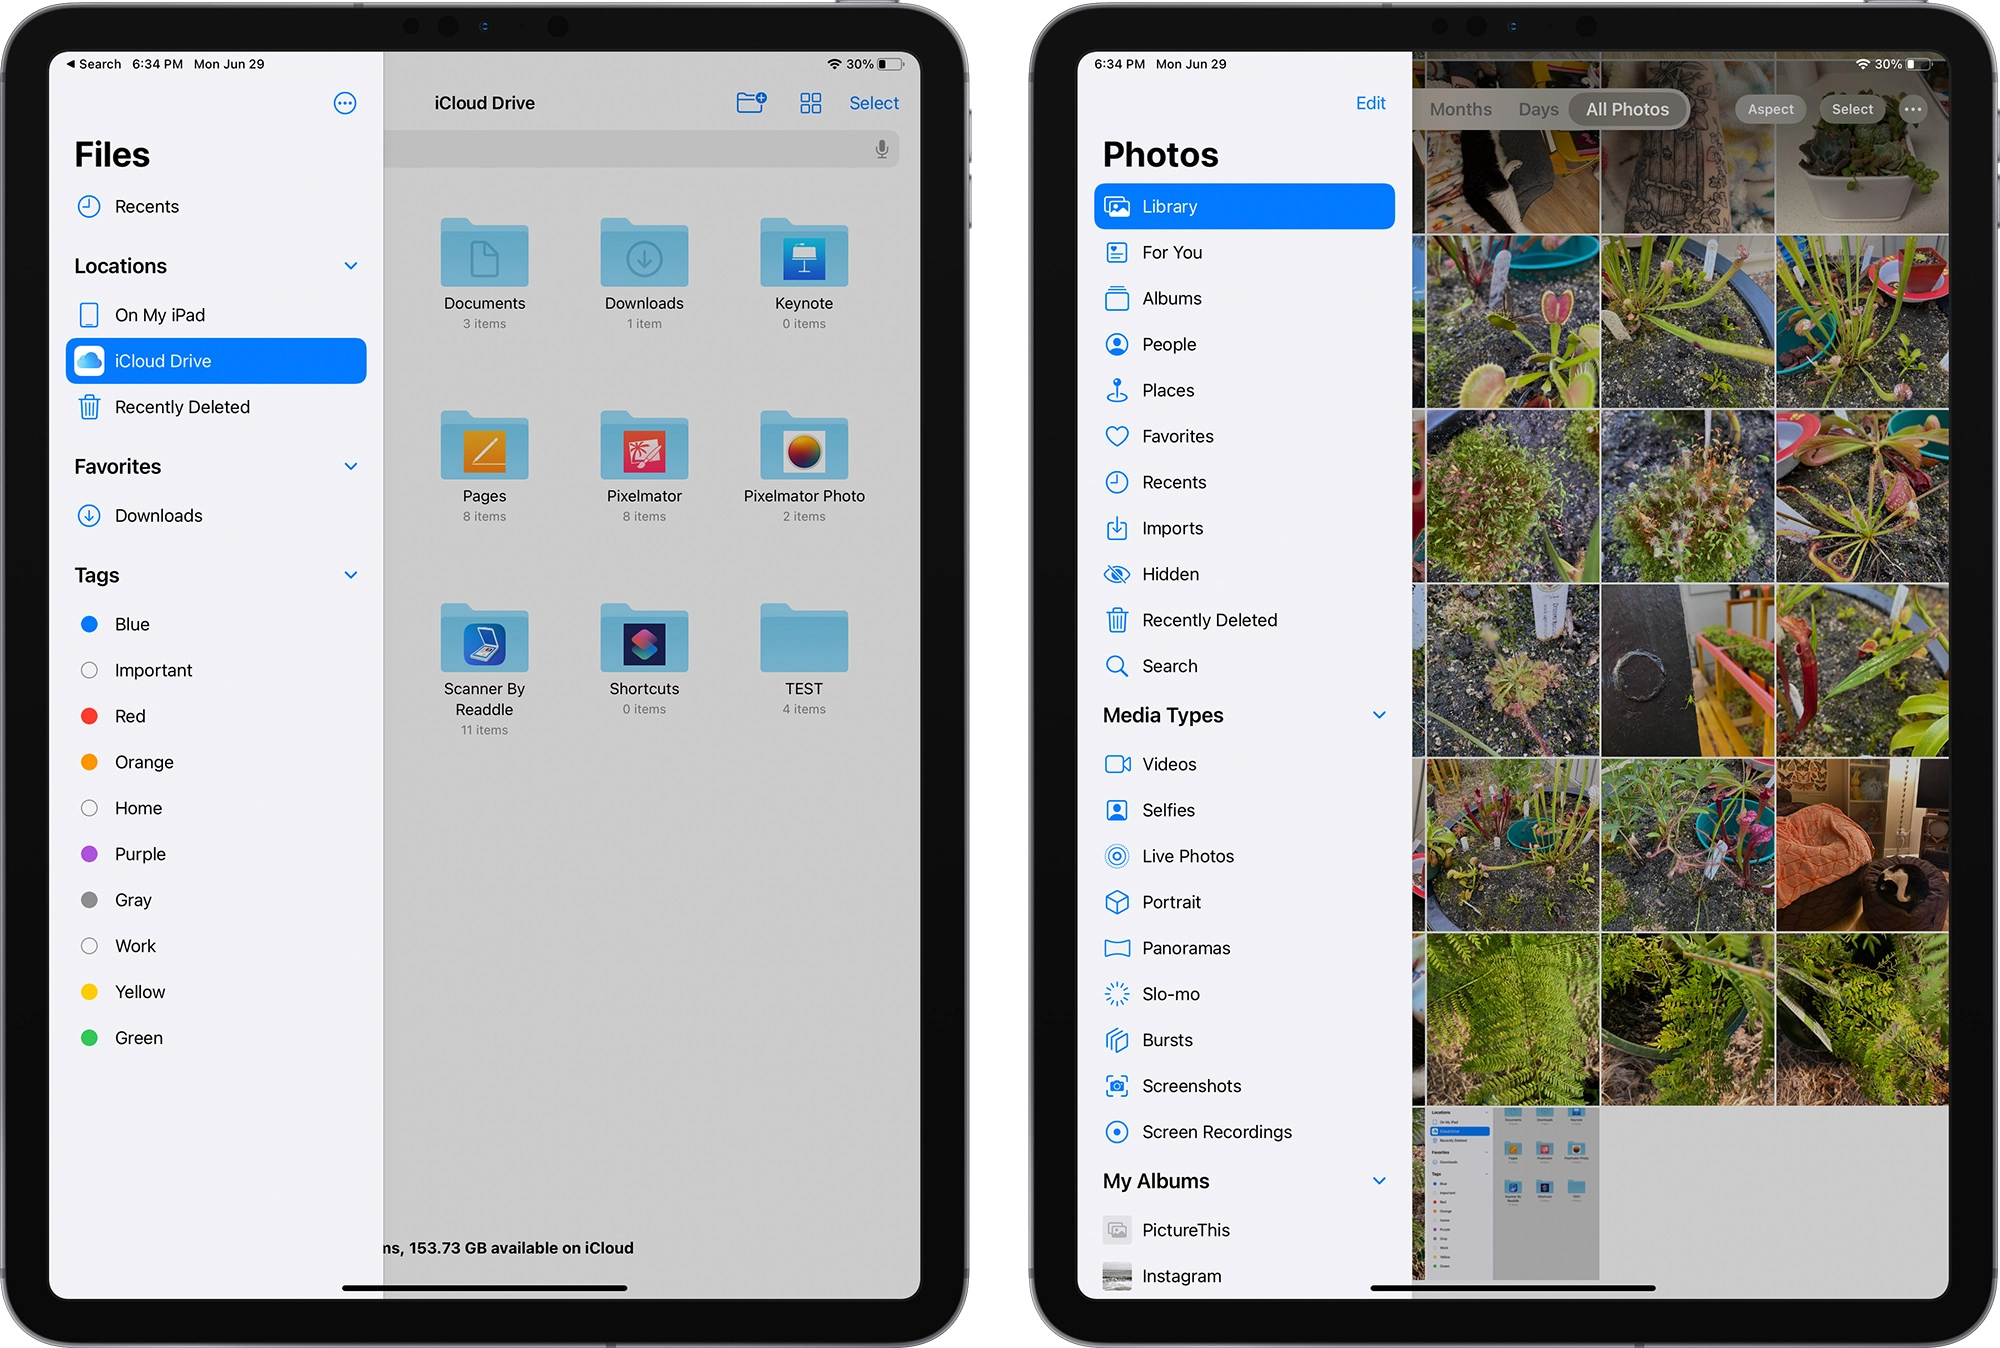 Search 6:34 PM Mon Jun 29
30%
Files
Recents
Locations
On My iPad
iCloud Drive
Recently Deleted
Favorites
Downloads
Tags
Blue
Important
Red
Orange
Home
Purple
Gray
Work
Yellow
Green
iCloud Drive
Select
Documents
3 items
Downloads
1 item
Keynote
0 items
Pages
8 items
Pixelmator
8 items
Pixelmator Photo
2 items
Scanner By
Readdle
11 items
Shortcuts
0 items
TEST
4 items
ms, 153.73 GB available on iCloud
6:34 PM Mon Jun 29
30%
Edit
Photos
Library
For You
Albums
People
Places
Favorites
Recents
Imports
Hidden
Recently Deleted
Search
Media Types
Videos
Selfies
Live Photos
Portrait
Panoramas
Slo-mo
Bursts
Screenshots
Screen Recordings
My Albums
PictureThis
Instagram
Months Days All Photos
Aspect
Select